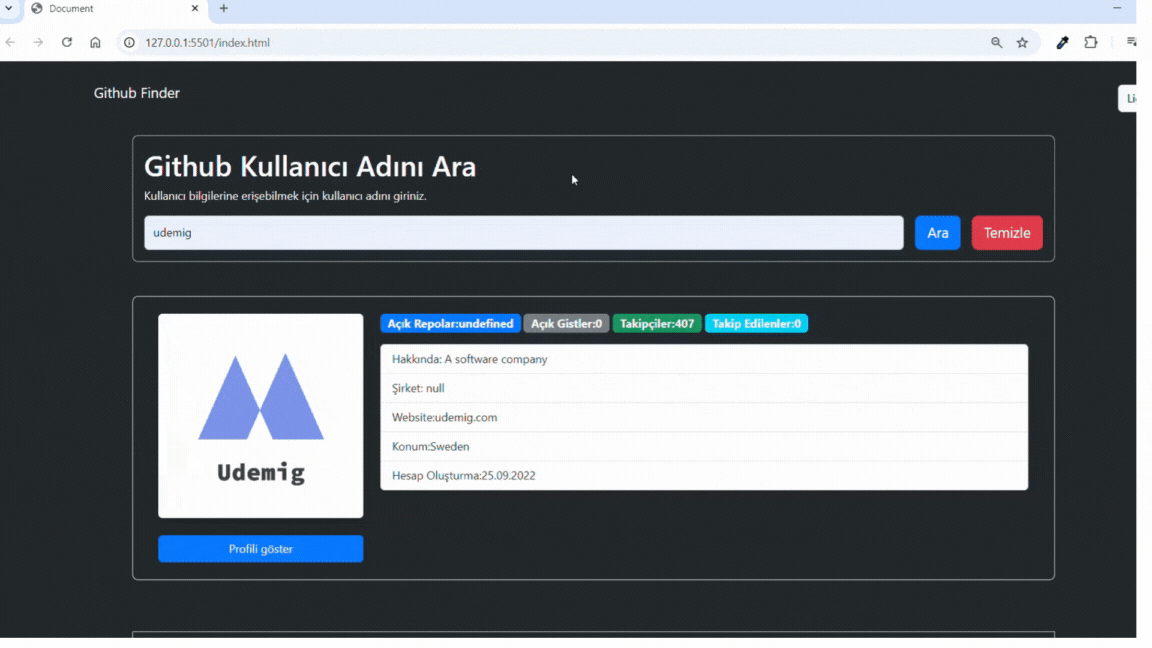 Document
127.0.0.1:5501/index.html
Github Finder
Github Kullanıcı Adını Ara
Kullanıcı bilgilerine erişebilmek için kullanıcı adını giriniz.
udemig
Ara
Temizle
Açık Repolar:undefined
Açık Gistler:0
Takipçiler:407
Takip Edilenler:0
Hakkında: A software company
Şirket: null
Website:udemig.com
Konum:Sweden
Hesap Oluşturma:25.09.2022
Udemig
Profili göster